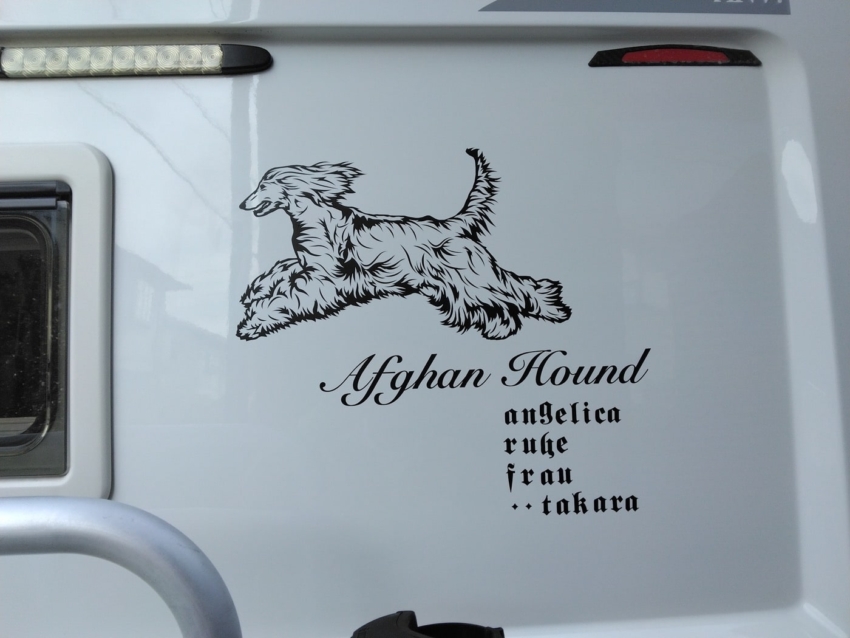 Afghan Hound
angelica
ruhe
frau
··takara